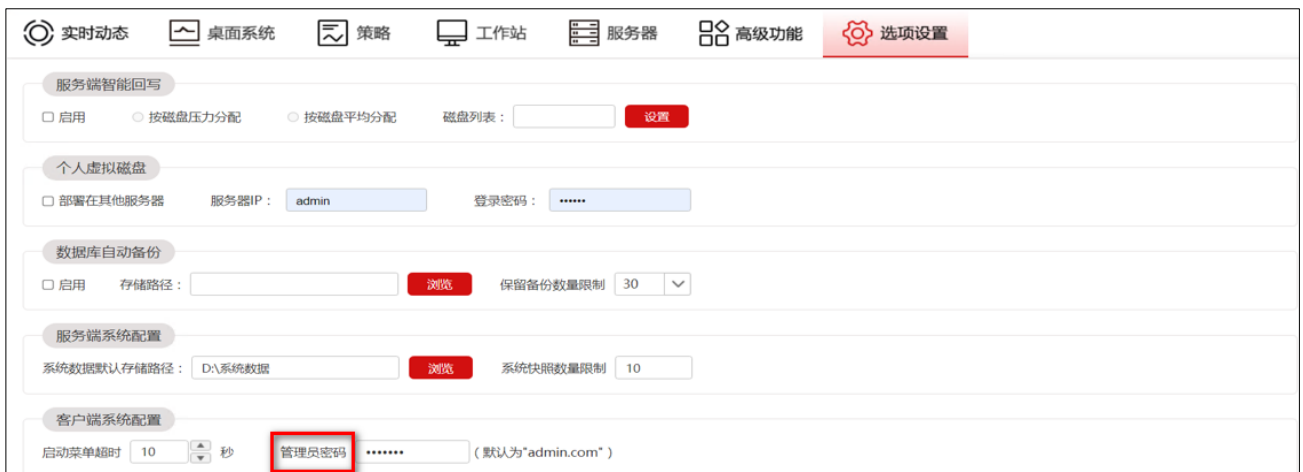 实时动态 桌面系统 策略 工作站 服务器 高级功能 选项设置
服务端智能回写
启用 按磁盘压力分配 按磁盘平均分配 磁盘列表： 设置
个人虚拟磁盘
部署在其他服务器 服务器IP： admin 登录密码： ••••••
数据库自动备份
启用 存储路径： 浏览 保留备份数量限制 30
服务端系统配置
系统数据默认存储路径： D:\系统数据 浏览 系统快照数量限制 10
客户端系统配置
启动菜单超时 10 秒 管理员密码 ••••••• （默认为"admin.com"）